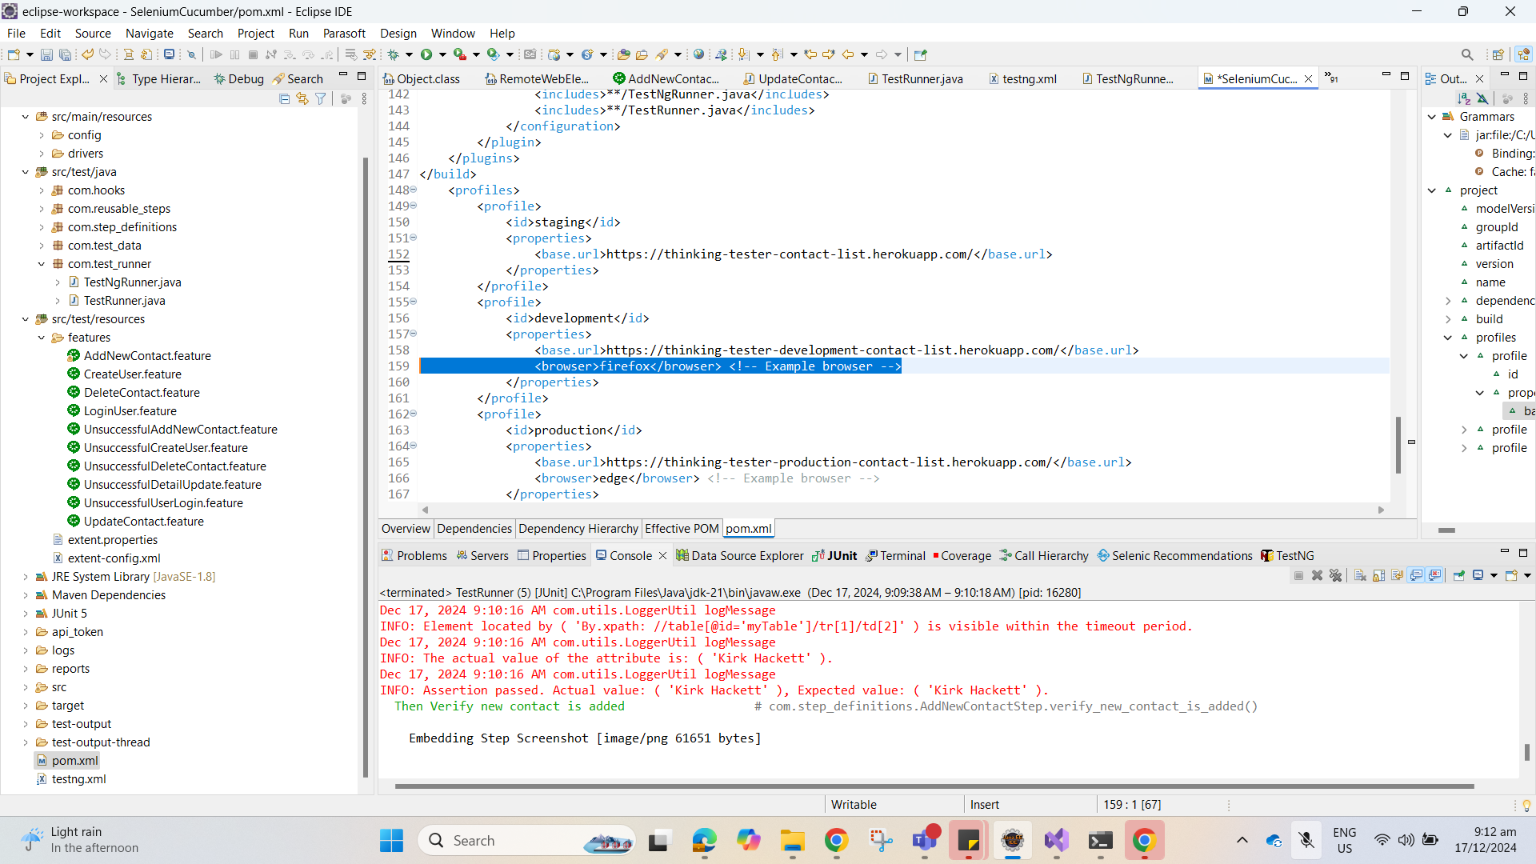 eclipse-workspace - SeleniumCucumber/pom.xml - Eclipse IDE
File Edit Source Navigate Search Project Run Parasoft Design Window Help
Project Expl... Type Hierar... Debug Search
Object.class RemoteWebEle... AddNewContac... UpdateContac... TestRunner.java testng.xml TestNgRunne... *SeleniumCuc... »91
Out...
src/main/resources
config
drivers
src/test/java
com.hooks
com.reusable_steps
com.step_definitions
com.test_data
com.test_runner
TestNgRunner.java
TestRunner.java
src/test/resources
features
AddNewContact.feature
CreateUser.feature
DeleteContact.feature
LoginUser.feature
UnsuccessfulAddNewContact.feature
UnsuccessfulCreateUser.feature
UnsuccessfulDeleteContact.feature
UnsuccessfulDetailUpdate.feature
UnsuccessfulUserLogin.feature
UpdateContact.feature
extent.properties
extent-config.xml
JRE System Library [JavaSE-1.8]
Maven Dependencies
JUnit 5
api_token
logs
reports
src
target
test-output
test-output-thread
pom.xml
testng.xml
142 <includes>**/TestNgRunner.java</includes>
143 <includes>**/TestRunner.java</includes>
144 </configuration>
145 </plugin>
146 </plugins>
147 </build>
148 <profiles>
149 <profile>
150 <id>staging</id>
151 <properties>
152 <base.url>https://thinking-tester-contact-list.herokuapp.com/</base.url>
153 </properties>
154 </profile>
155 <profile>
156 <id>development</id>
157 <properties>
158 <base.url>https://thinking-tester-development-contact-list.herokuapp.com/</base.url>
159 <browser>firefox</browser> <!-- Example browser -->
160 </properties>
161 </profile>
162 <profile>
163 <id>production</id>
164 <properties>
165 <base.url>https://thinking-tester-production-contact-list.herokuapp.com/</base.url>
166 <browser>edge</browser> <!-- Example browser -->
167 </properties>
Overview Dependencies Dependency Hierarchy Effective POM pom.xml
Grammars
jar:file:/C:/U
Binding:
Cache: fa
project
modelVersi
groupId
artifactId
version
name
dependenc
build
profiles
profile
id
prope
ba
profile
profile
Problems Servers Properties Console Data Source Explorer JUnit Terminal Coverage Call Hierarchy Selenic Recommendations TestNG
<terminated> TestRunner (5) [JUnit] C:\Program Files\Java\jdk-21\bin\javaw.exe (Dec 17, 2024, 9:09:38 AM – 9:10:18 AM) [pid: 16280]
Dec 17, 2024 9:10:16 AM com.utils.LoggerUtil logMessage
INFO: Element located by ( 'By.xpath: //table[@id='myTable']/tr[1]/td[2]' ) is visible within the timeout period.
Dec 17, 2024 9:10:16 AM com.utils.LoggerUtil logMessage
INFO: The actual value of the attribute is: ( 'Kirk Hackett' ).
Dec 17, 2024 9:10:16 AM com.utils.LoggerUtil logMessage
INFO: Assertion passed. Actual value: ( 'Kirk Hackett' ), Expected value: ( 'Kirk Hackett' ).
Then Verify new contact is added # com.step_definitions.AddNewContactStep.verify_new_contact_is_added()
Embedding Step Screenshot [image/png 61651 bytes]
Writable Insert 159 : 1 [67]
Light rain
In the afternoon
Search
ENG
US
9:12 am
17/12/2024